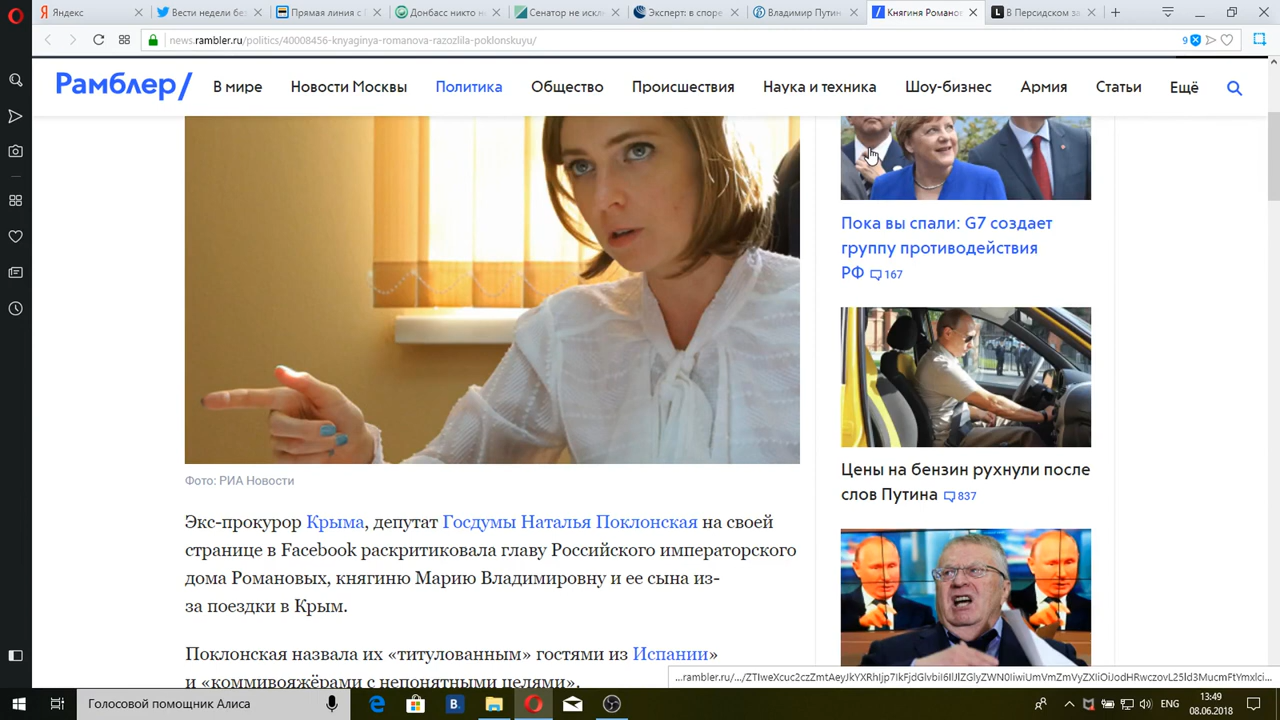 Яндекс
Вести недели без
Прямая линия с
Донбасс никто н
Сенатор не искл
Эксперт: в споре
Владимир Путин
Княгиня Романов
В Персидском за
news.rambler.ru/politics/40008456-knyaginya-romanova-razozlila-poklonskuyu/
9
Рамблер/
В мире
Новости Москвы
Политика
Общество
Происшествия
Наука и техника
Шоу-бизнес
Армия
Статьи
Ещё
Фото: РИА Новости
Экс-прокурор Крыма, депутат Госдумы Наталья Поклонская на своей
странице в Facebook раскритиковала главу Российского императорского
дома Романовых, княгиню Марию Владимировну и ее сына из-
за поездки в Крым.
Поклонская назвала их «титулованным» гостями из Испании»
и «коммивояжёрами с непонятными целями».
Пока вы спали: G7 создает
группу противодействия
РФ 167
Цены на бензин рухнули после
слов Путина 837
Голосовой помощник Алиса
ENG
13:49
08.06.2018